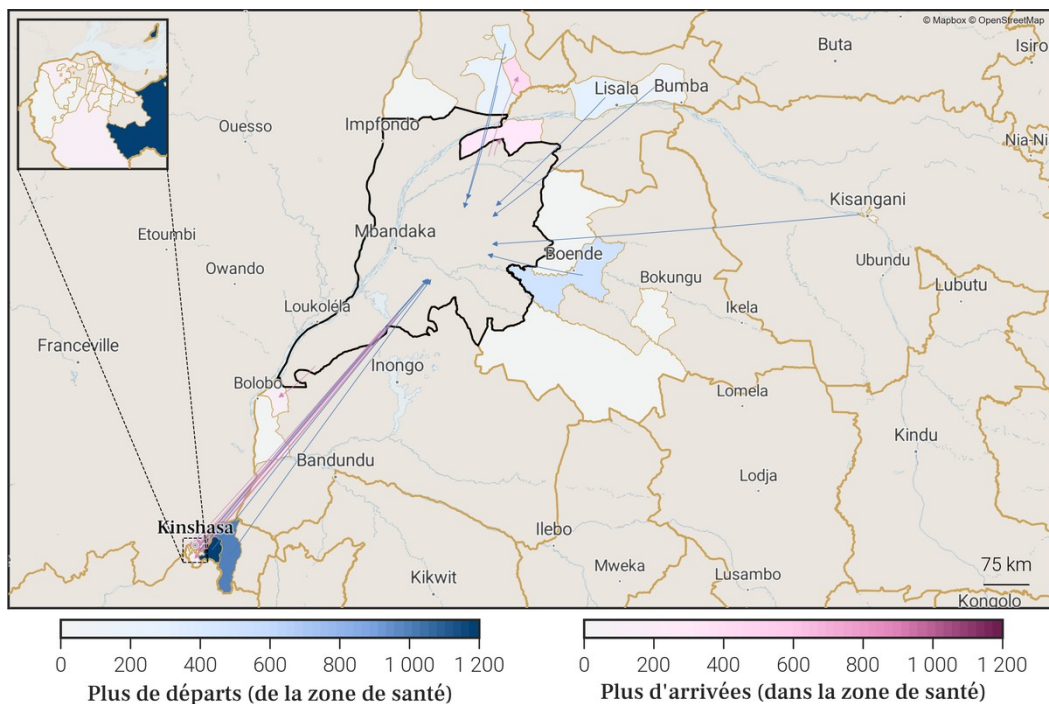 © Mapbox © OpenStreetMap
Buta
Isiro
Lisala
Bumba
Impfondo
Ouesso
Nia-Ni
Kisangani
Etoumbi
Mbandaka
Boende
Ubundu
Owando
Bokungu
Lubutu
Loukoléla
Ikela
Franceville
Inongo
Bolobo
Lomela
Kindu
Bandundu
Lodja
Kinshasa
Ilebo
75 km
Kikwit
Mweka
Lusambo
Kongolo
0 200 400 600 800 1 000 1 200
Plus de départs (de la zone de santé)
0 200 400 600 800 1 000 1 200
Plus d'arrivées (dans la zone de santé)